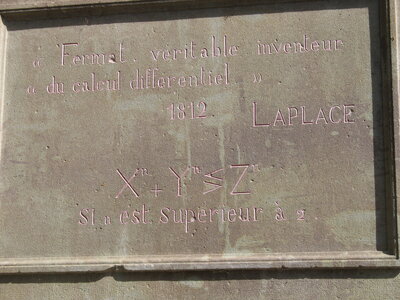 « Fermat, véritable inventeur
« du calcul différentiel. »
1812. LAPLACE.
Xⁿ + Yⁿ ≶ Zⁿ
si n est supérieur à 2.